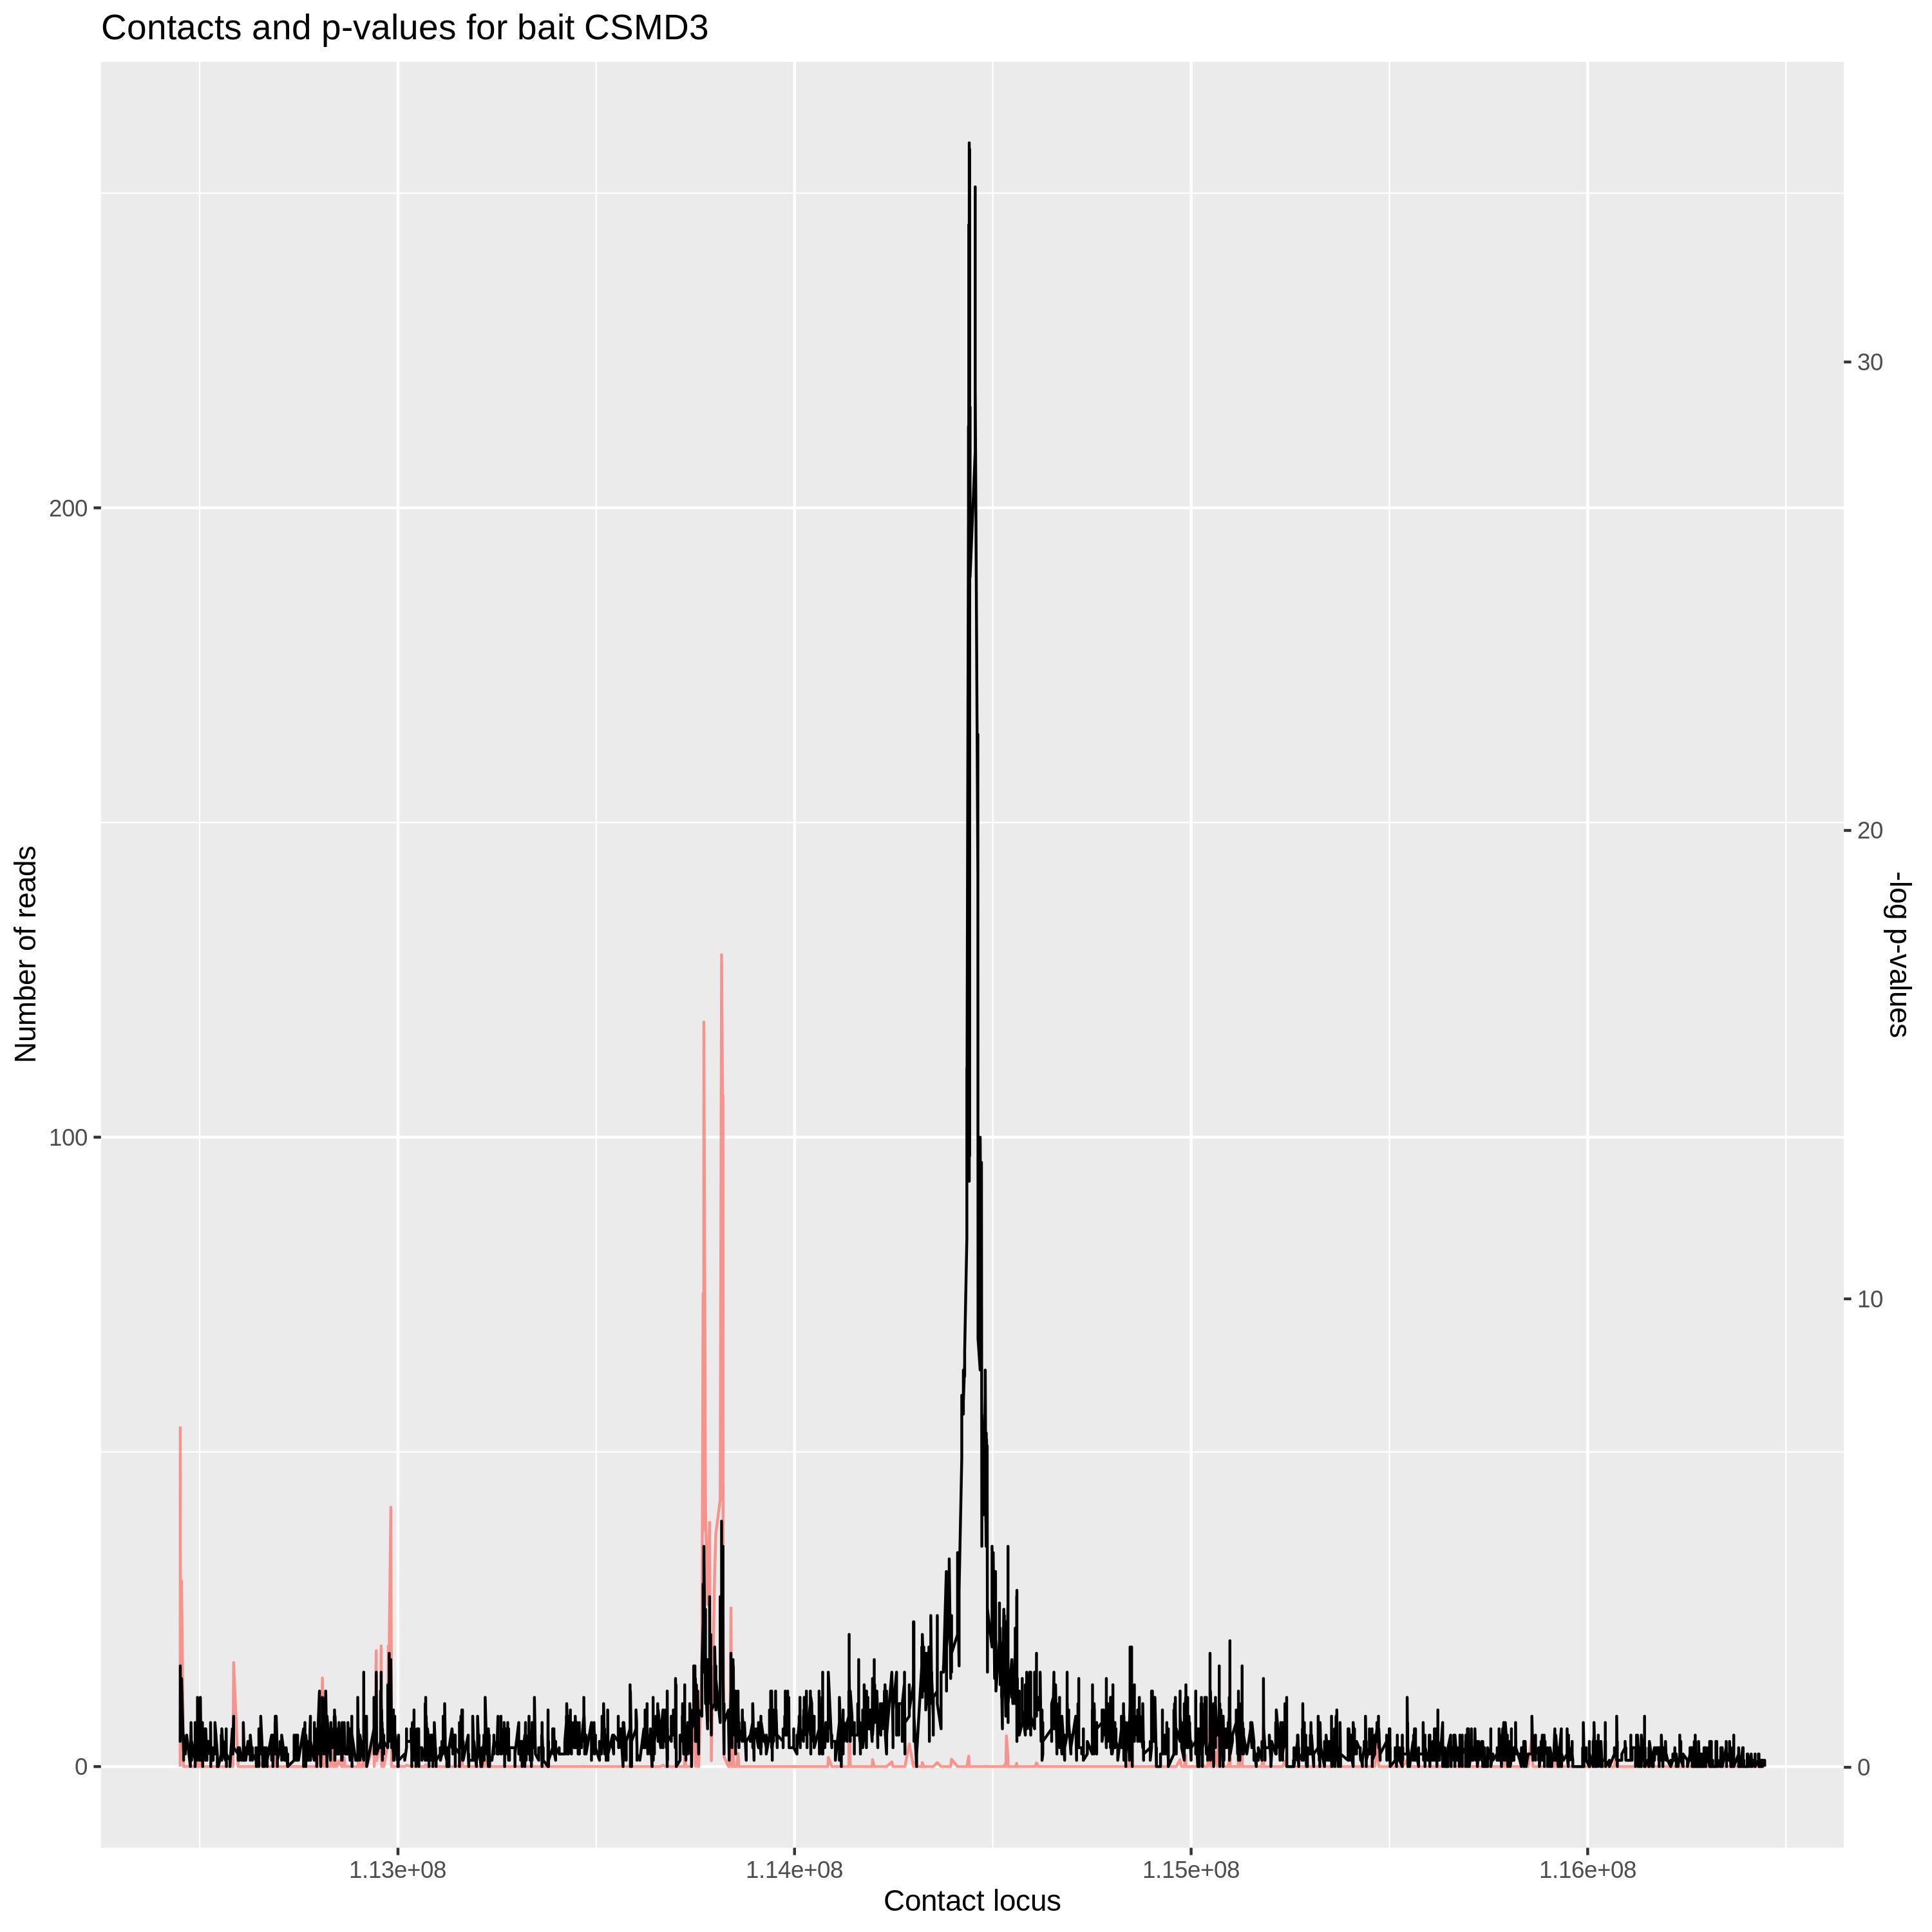 Contacts and p-values for bait CSMD3
Number of reads
200
100
0
30
20
10
0
-log p-values
1.13e+08
1.14e+08
1.15e+08
1.16e+08
Contact locus